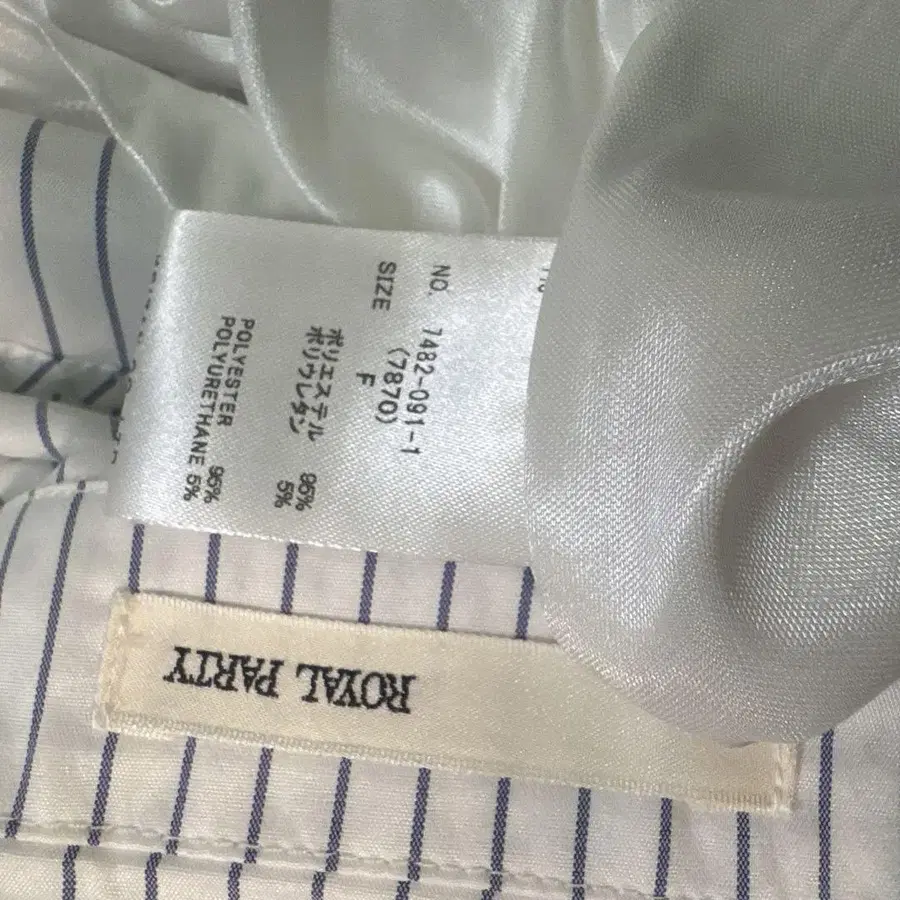 NO. 7482-091-1
(7870)
SIZE F
ポリエステル 95%
ポリウレタン 5%
POLYESTER 95%
POLYURETHANE 5%
ROYAL PARTY